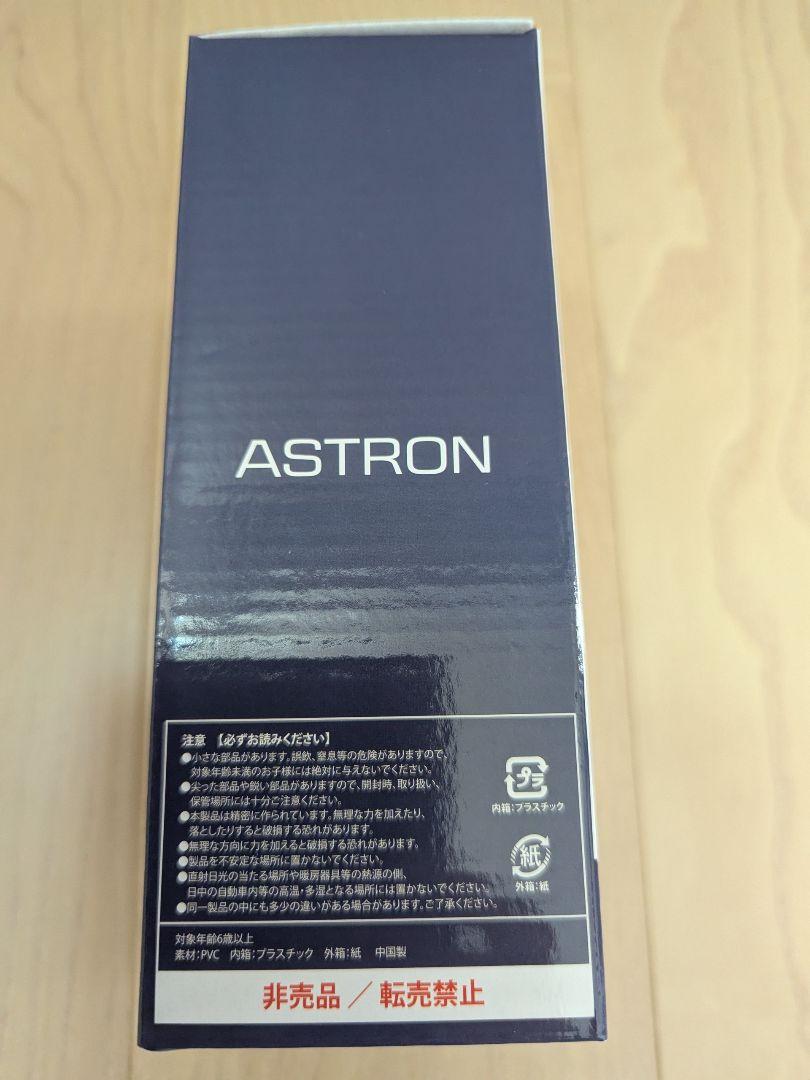 ASTRON
注意 【必ずお読みください】
●小さな部品があります。誤飲、窒息等の危険がありますので、
対象年齢未満のお子様には絶対に与えないでください。
●尖った部品や鋭い部品がありますので、開封時、取り扱い、
保管場所には十分ご注意ください。
●本製品は精密に作られています。無理な力を加えたり、
落としたりすると破損する恐れがあります。
●無理な方向に力を加えると破損する恐れがあります。
●製品を不安定な場所に置かないでください。
●直射日光の当たる場所や暖房器具等の熱源の側、
日中の自動車内等の高温・多湿となる場所には置かないでください。
●同一製品の中にも多少の違いがある場合があります。ご了承ください。
プラ
内箱：プラスチック
紙
外箱：紙
対象年齢6歳以上
素材：PVC 内箱：プラスチック 外箱：紙 中国製
非売品／転売禁止